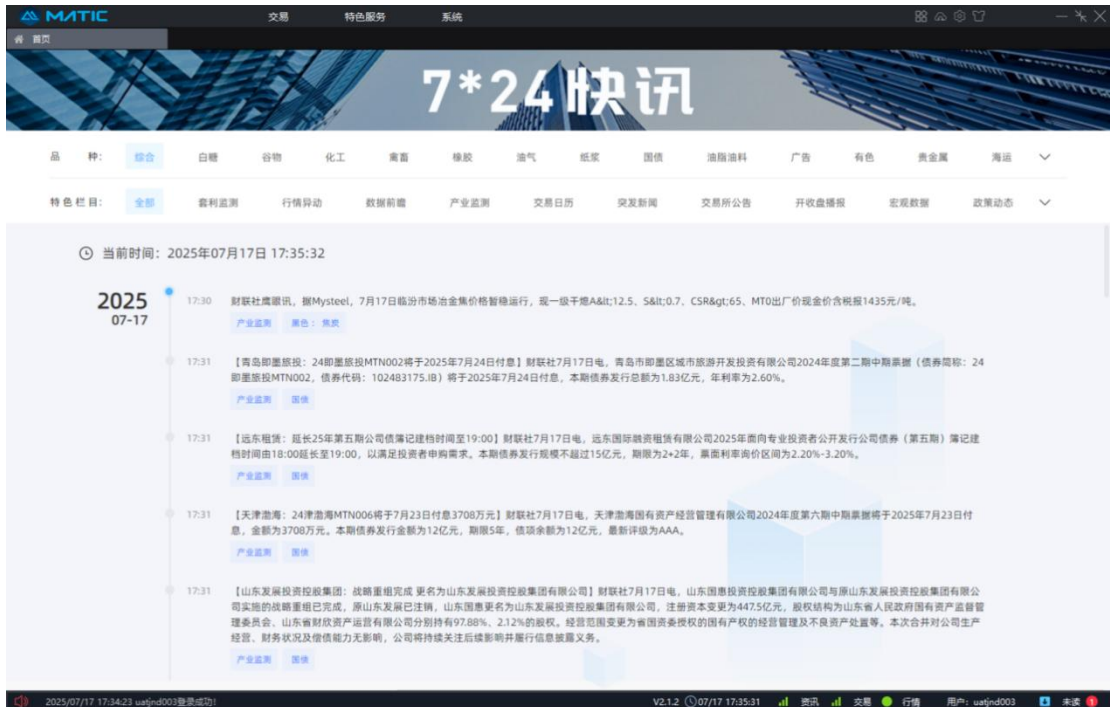 MATIC 交易 特色服务 系统
首页
7*24快讯
品 种： 综合 白糖 谷物 化工 禽畜 橡胶 油气 纸浆 国债 油脂油料 广告 有色 贵金属 海运
特色栏目： 全部 套利监测 行情异动 数据前瞻 产业监测 交易日历 突发新闻 交易所公告 开收盘播报 宏观数据 政策动态
当前时间：2025年07月17日 17:35:32
2025
07-17
17:30 财联社鹰眼讯，据Mysteel，7月17日临汾市场冶金焦价格暂稳运行，现一级干熄A&lt;12.5、S&lt;0.7、CSR&gt;65、MT0出厂价现金价含税报1435元/吨。
产业监测 黑色：焦炭
17:31 【青岛即墨旅投：24即墨旅投MTN002将于2025年7月24日付息】财联社7月17日电，青岛市即墨区城市旅游开发投资有限公司2024年度第二期中期票据（债券简称：24
即墨旅投MTN002，债券代码：102483175.IB）将于2025年7月24日付息，本期债券发行总额为1.83亿元，年利率为2.60%。
产业监测 国债
17:31 【远东租赁：延长25年第五期公司债簿记建档时间至19:00】财联社7月17日电，远东国际融资租赁有限公司2025年面向专业投资者公开发行公司债券（第五期）簿记建
档时间由18:00延长至19:00，以满足投资者申购需求。本期债券发行规模不超过15亿元，期限为2+2年，票面利率询价区间为2.20%-3.20%。
产业监测 国债
17:31 【天津渤海：24津渤海MTN006将于7月23日付息3708万元】财联社7月17日电，天津渤海国有资产经营管理有限公司2024年度第六期中期票据将于2025年7月23日付
息，金额为3708万元。本期债券发行金额为12亿元，期限5年，债项余额为12亿元，最新评级为AAA。
产业监测 国债
17:31 【山东发展投资控股集团：战略重组完成 更名为山东发展投资控股集团有限公司】财联社7月17日电，山东国惠投资控股集团有限公司与原山东发展投资控股集团有限公
司实施的战略重组已完成，原山东发展已注销，山东国惠更名为山东发展投资控股集团有限公司，注册资本变更为447.5亿元，股权结构为山东省人民政府国有资产监督管
理委员会、山东省财欣资产运营有限公司分别持有97.88%、2.12%的股权。经营范围变更为省国资委授权的国有产权的经营管理及不良资产处置等。本次合并对公司生产
经营、财务状况及偿债能力无影响，公司将持续关注后续影响并履行信息披露义务。
产业监测 国债
2025/07/17 17:34:23 uatjnd003登录成功！ V2.1.2 07/17 17:35:31 资讯 交易 行情 用户：uatjnd003 未读 1